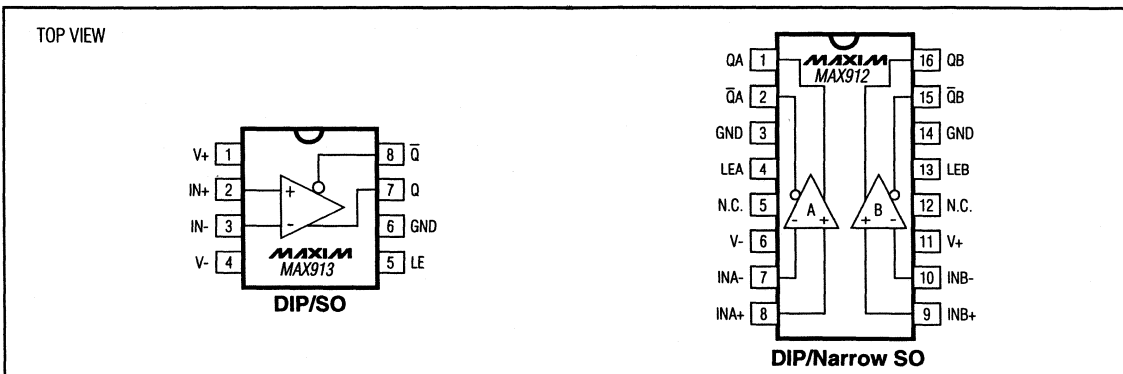 TOP VIEW
V+ 1
IN+ 2
IN- 3
V- 4
8 Q̅
7 Q
6 GND
5 LE
+
-
MAXIM
MAX913
DIP/SO
QA 1
Q̅A 2
GND 3
LEA 4
N.C. 5
V- 6
INA- 7
INA+ 8
MAXIM
MAX912
A
- +
B
+ -
16 QB
15 Q̅B
14 GND
13 LEB
12 N.C.
11 V+
10 INB-
9 INB+
DIP/Narrow SO